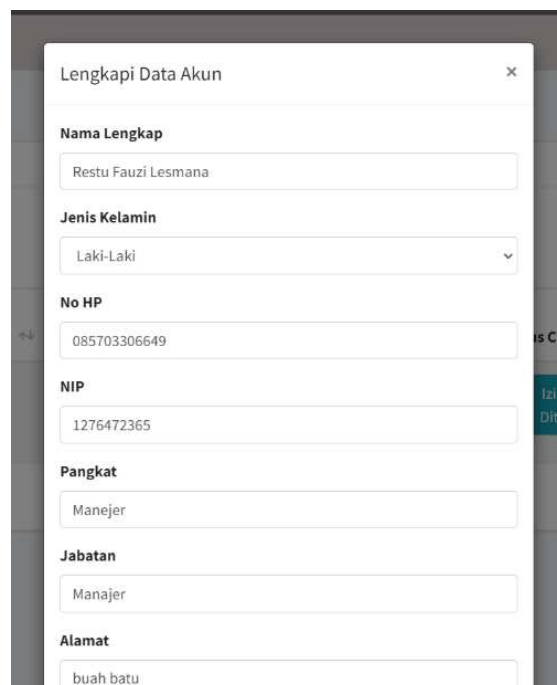 Lengkapi Data Akun ×
Nama Lengkap
Restu Fauzi Lesmana
Jenis Kelamin
Laki-Laki
No HP
085703306649
NIP
1276472365
Pangkat
Manejer
Jabatan
Manajer
Alamat
buah batu